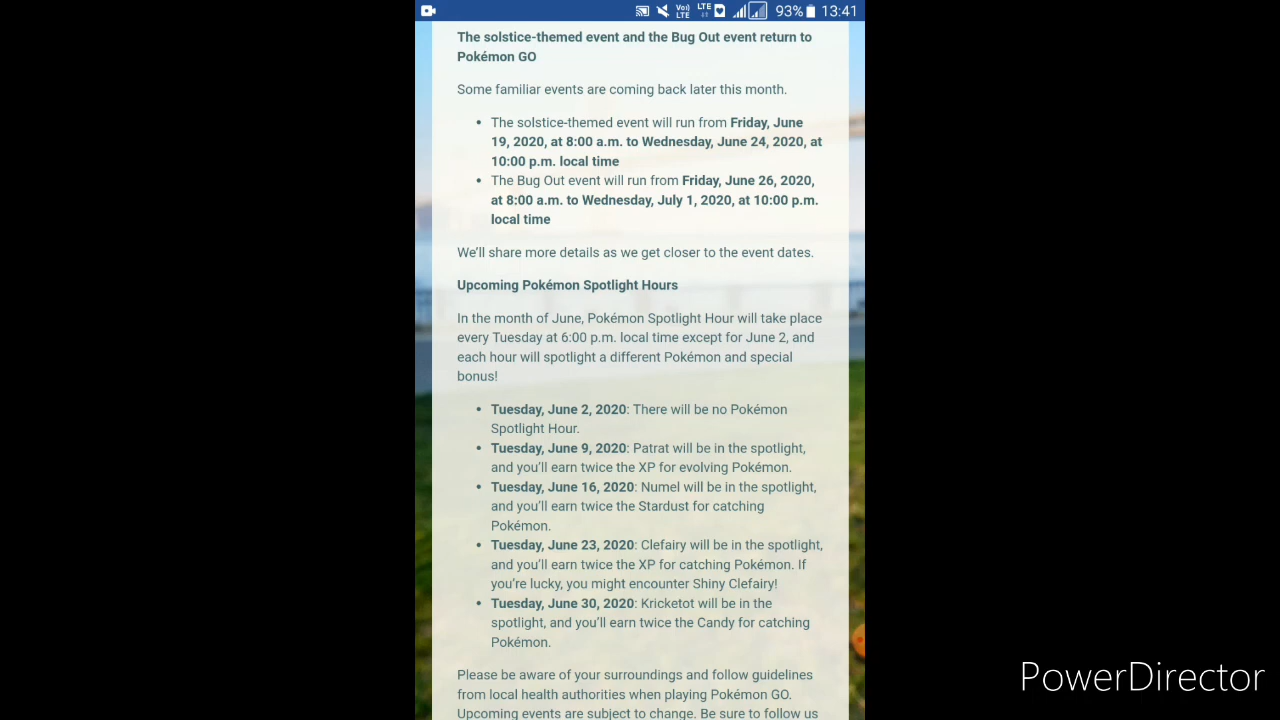 Vo) LTE LTE 93% 13:41
The solstice-themed event and the Bug Out event return to
Pokémon GO
Some familiar events are coming back later this month.
• The solstice-themed event will run from Friday, June
19, 2020, at 8:00 a.m. to Wednesday, June 24, 2020, at
10:00 p.m. local time
• The Bug Out event will run from Friday, June 26, 2020,
at 8:00 a.m. to Wednesday, July 1, 2020, at 10:00 p.m.
local time
We’ll share more details as we get closer to the event dates.
Upcoming Pokémon Spotlight Hours
In the month of June, Pokémon Spotlight Hour will take place
every Tuesday at 6:00 p.m. local time except for June 2, and
each hour will spotlight a different Pokémon and special
bonus!
• Tuesday, June 2, 2020: There will be no Pokémon
Spotlight Hour.
• Tuesday, June 9, 2020: Patrat will be in the spotlight,
and you’ll earn twice the XP for evolving Pokémon.
• Tuesday, June 16, 2020: Numel will be in the spotlight,
and you’ll earn twice the Stardust for catching
Pokémon.
• Tuesday, June 23, 2020: Clefairy will be in the spotlight,
and you’ll earn twice the XP for catching Pokémon. If
you’re lucky, you might encounter Shiny Clefairy!
• Tuesday, June 30, 2020: Kricketot will be in the
spotlight, and you’ll earn twice the Candy for catching
Pokémon.
Please be aware of your surroundings and follow guidelines
from local health authorities when playing Pokémon GO.
Upcoming events are subject to change. Be sure to follow us
PowerDirector